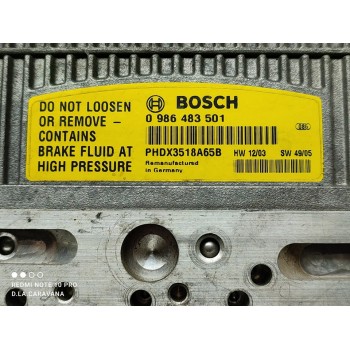 DO NOT LOOSEN
OR REMOVE -
CONTAINS
BRAKE FLUID AT
HIGH PRESSURE
BOSCH
0 986 483 501
086
PHDX3518A65B
HW 12/03
SW 49/05
Remanufactured
in Germany
REDMI NOTE 10 PRO
D.LA.CARAVANA